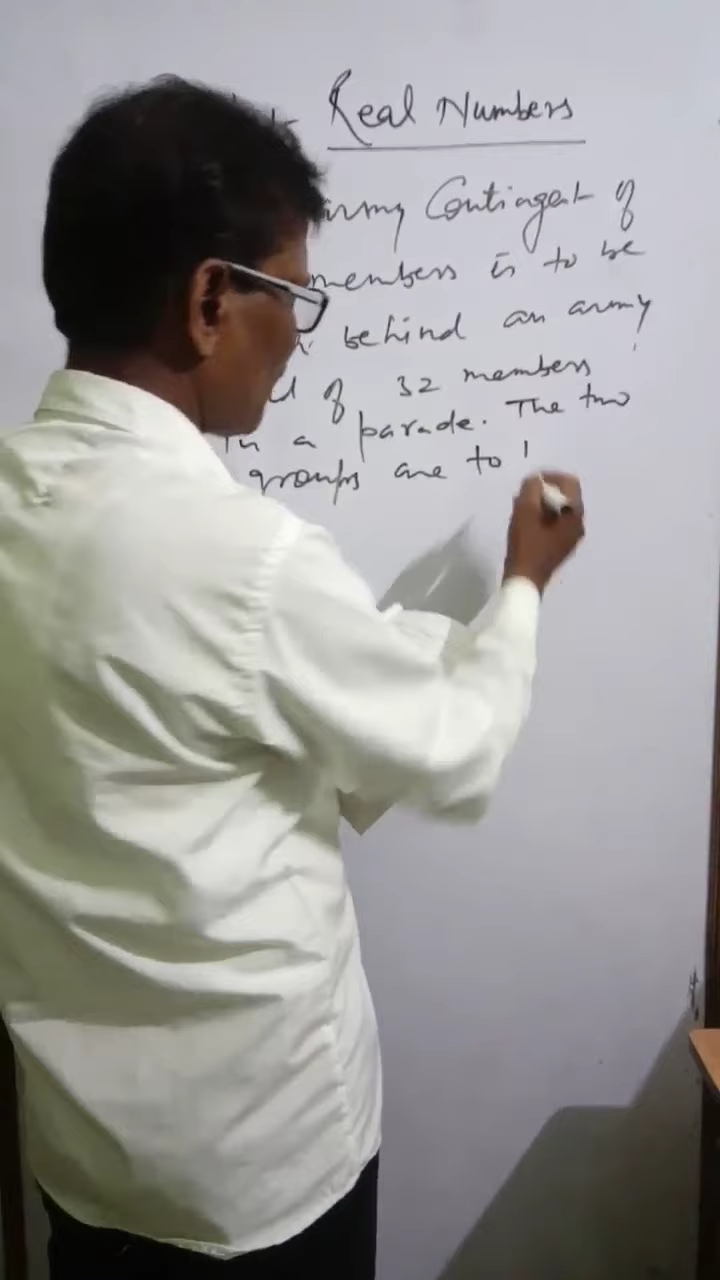 Real Numbers
army Contingent of
members is to be
behind an army
of 32 members
in a parade. The two
groups are to